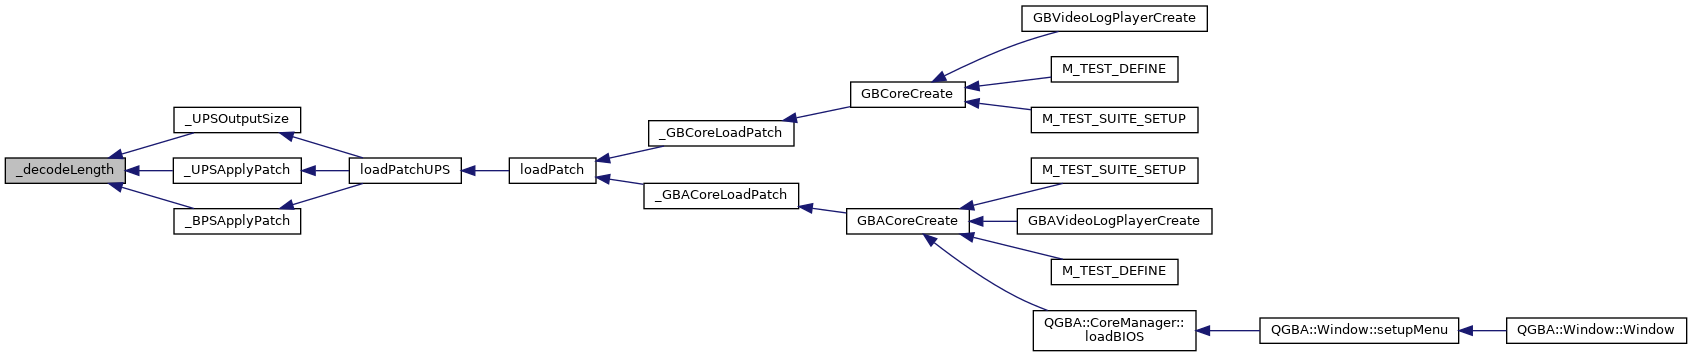 _decodeLength
_UPSOutputSize
_UPSApplyPatch
_BPSApplyPatch
loadPatchUPS
loadPatch
_GBCoreLoadPatch
_GBACoreLoadPatch
GBCoreCreate
GBACoreCreate
GBVideoLogPlayerCreate
M_TEST_DEFINE
M_TEST_SUITE_SETUP
M_TEST_SUITE_SETUP
GBAVideoLogPlayerCreate
M_TEST_DEFINE
QGBA::CoreManager::
loadBIOS
QGBA::Window::setupMenu
QGBA::Window::Window